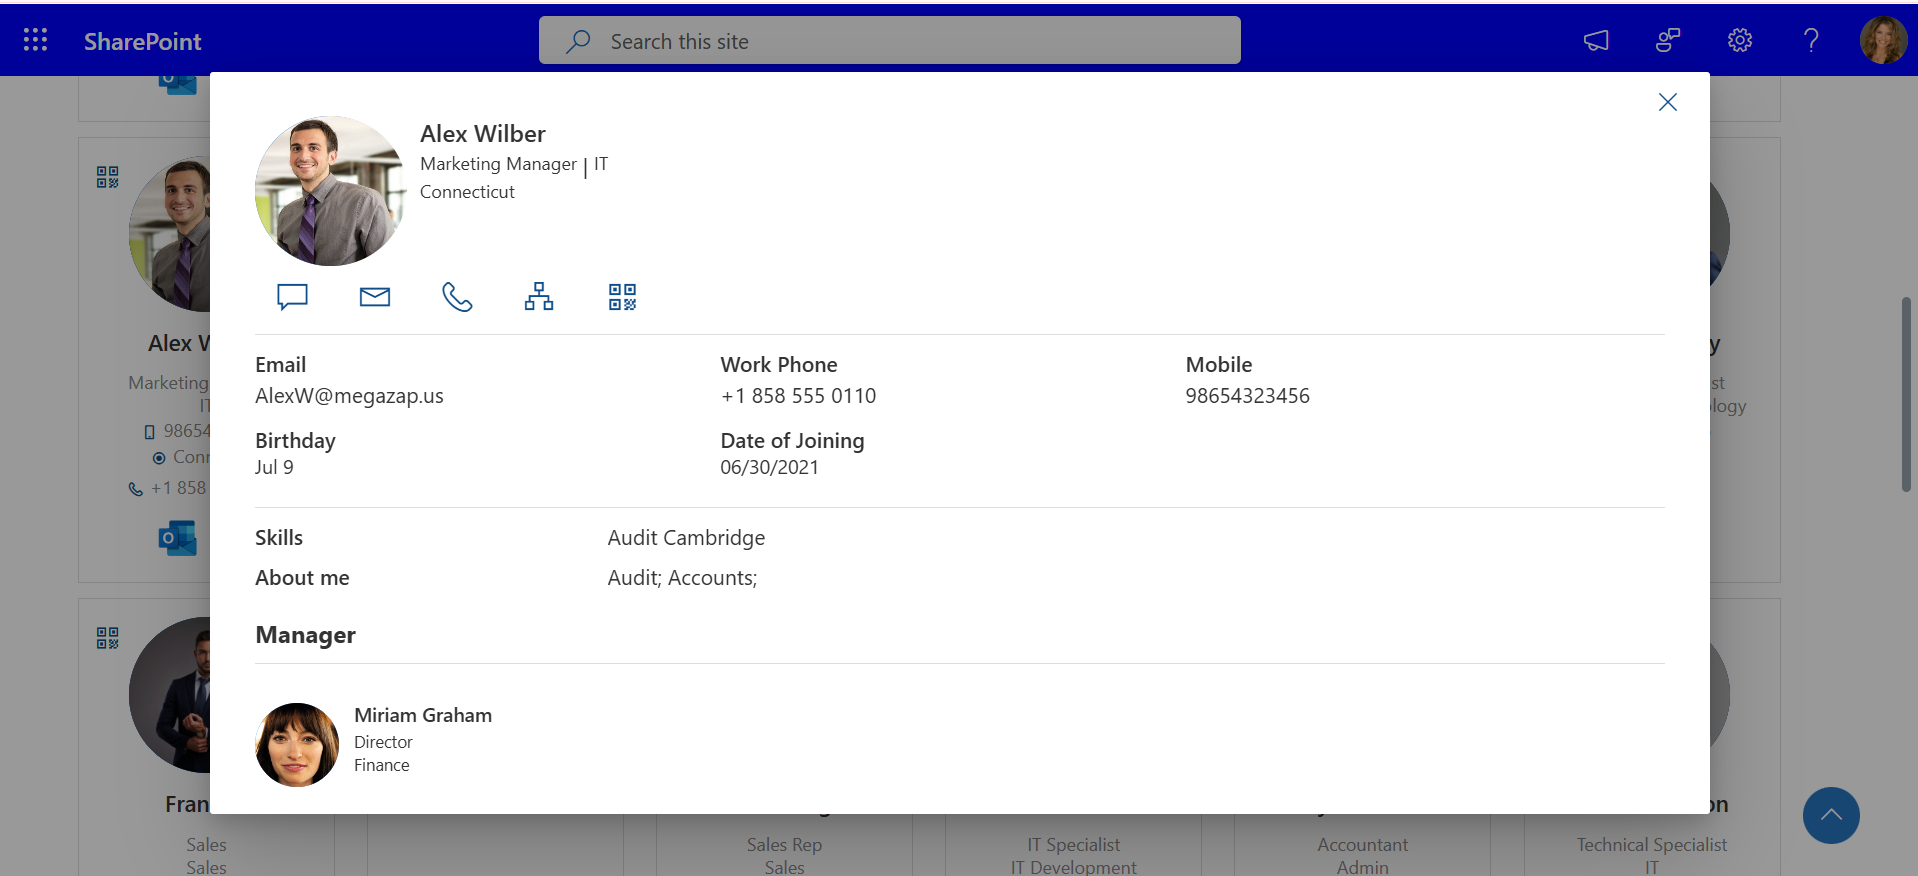 SharePoint
Search this site
Alex Wilber
Marketing Manager | IT
Connecticut
Email
AlexW@megazap.us
Work Phone
+1 858 555 0110
Mobile
98654323456
Birthday
Jul 9
Date of Joining
06/30/2021
Skills
Audit Cambridge
About me
Audit; Accounts;
Manager
Miriam Graham
Director
Finance
Alex
Marketing
98654
+1 858
Fran
Sales
Sales
Sales Rep
Sales
IT Specialist
IT Development
Accountant
Admin
Technical Specialist
IT